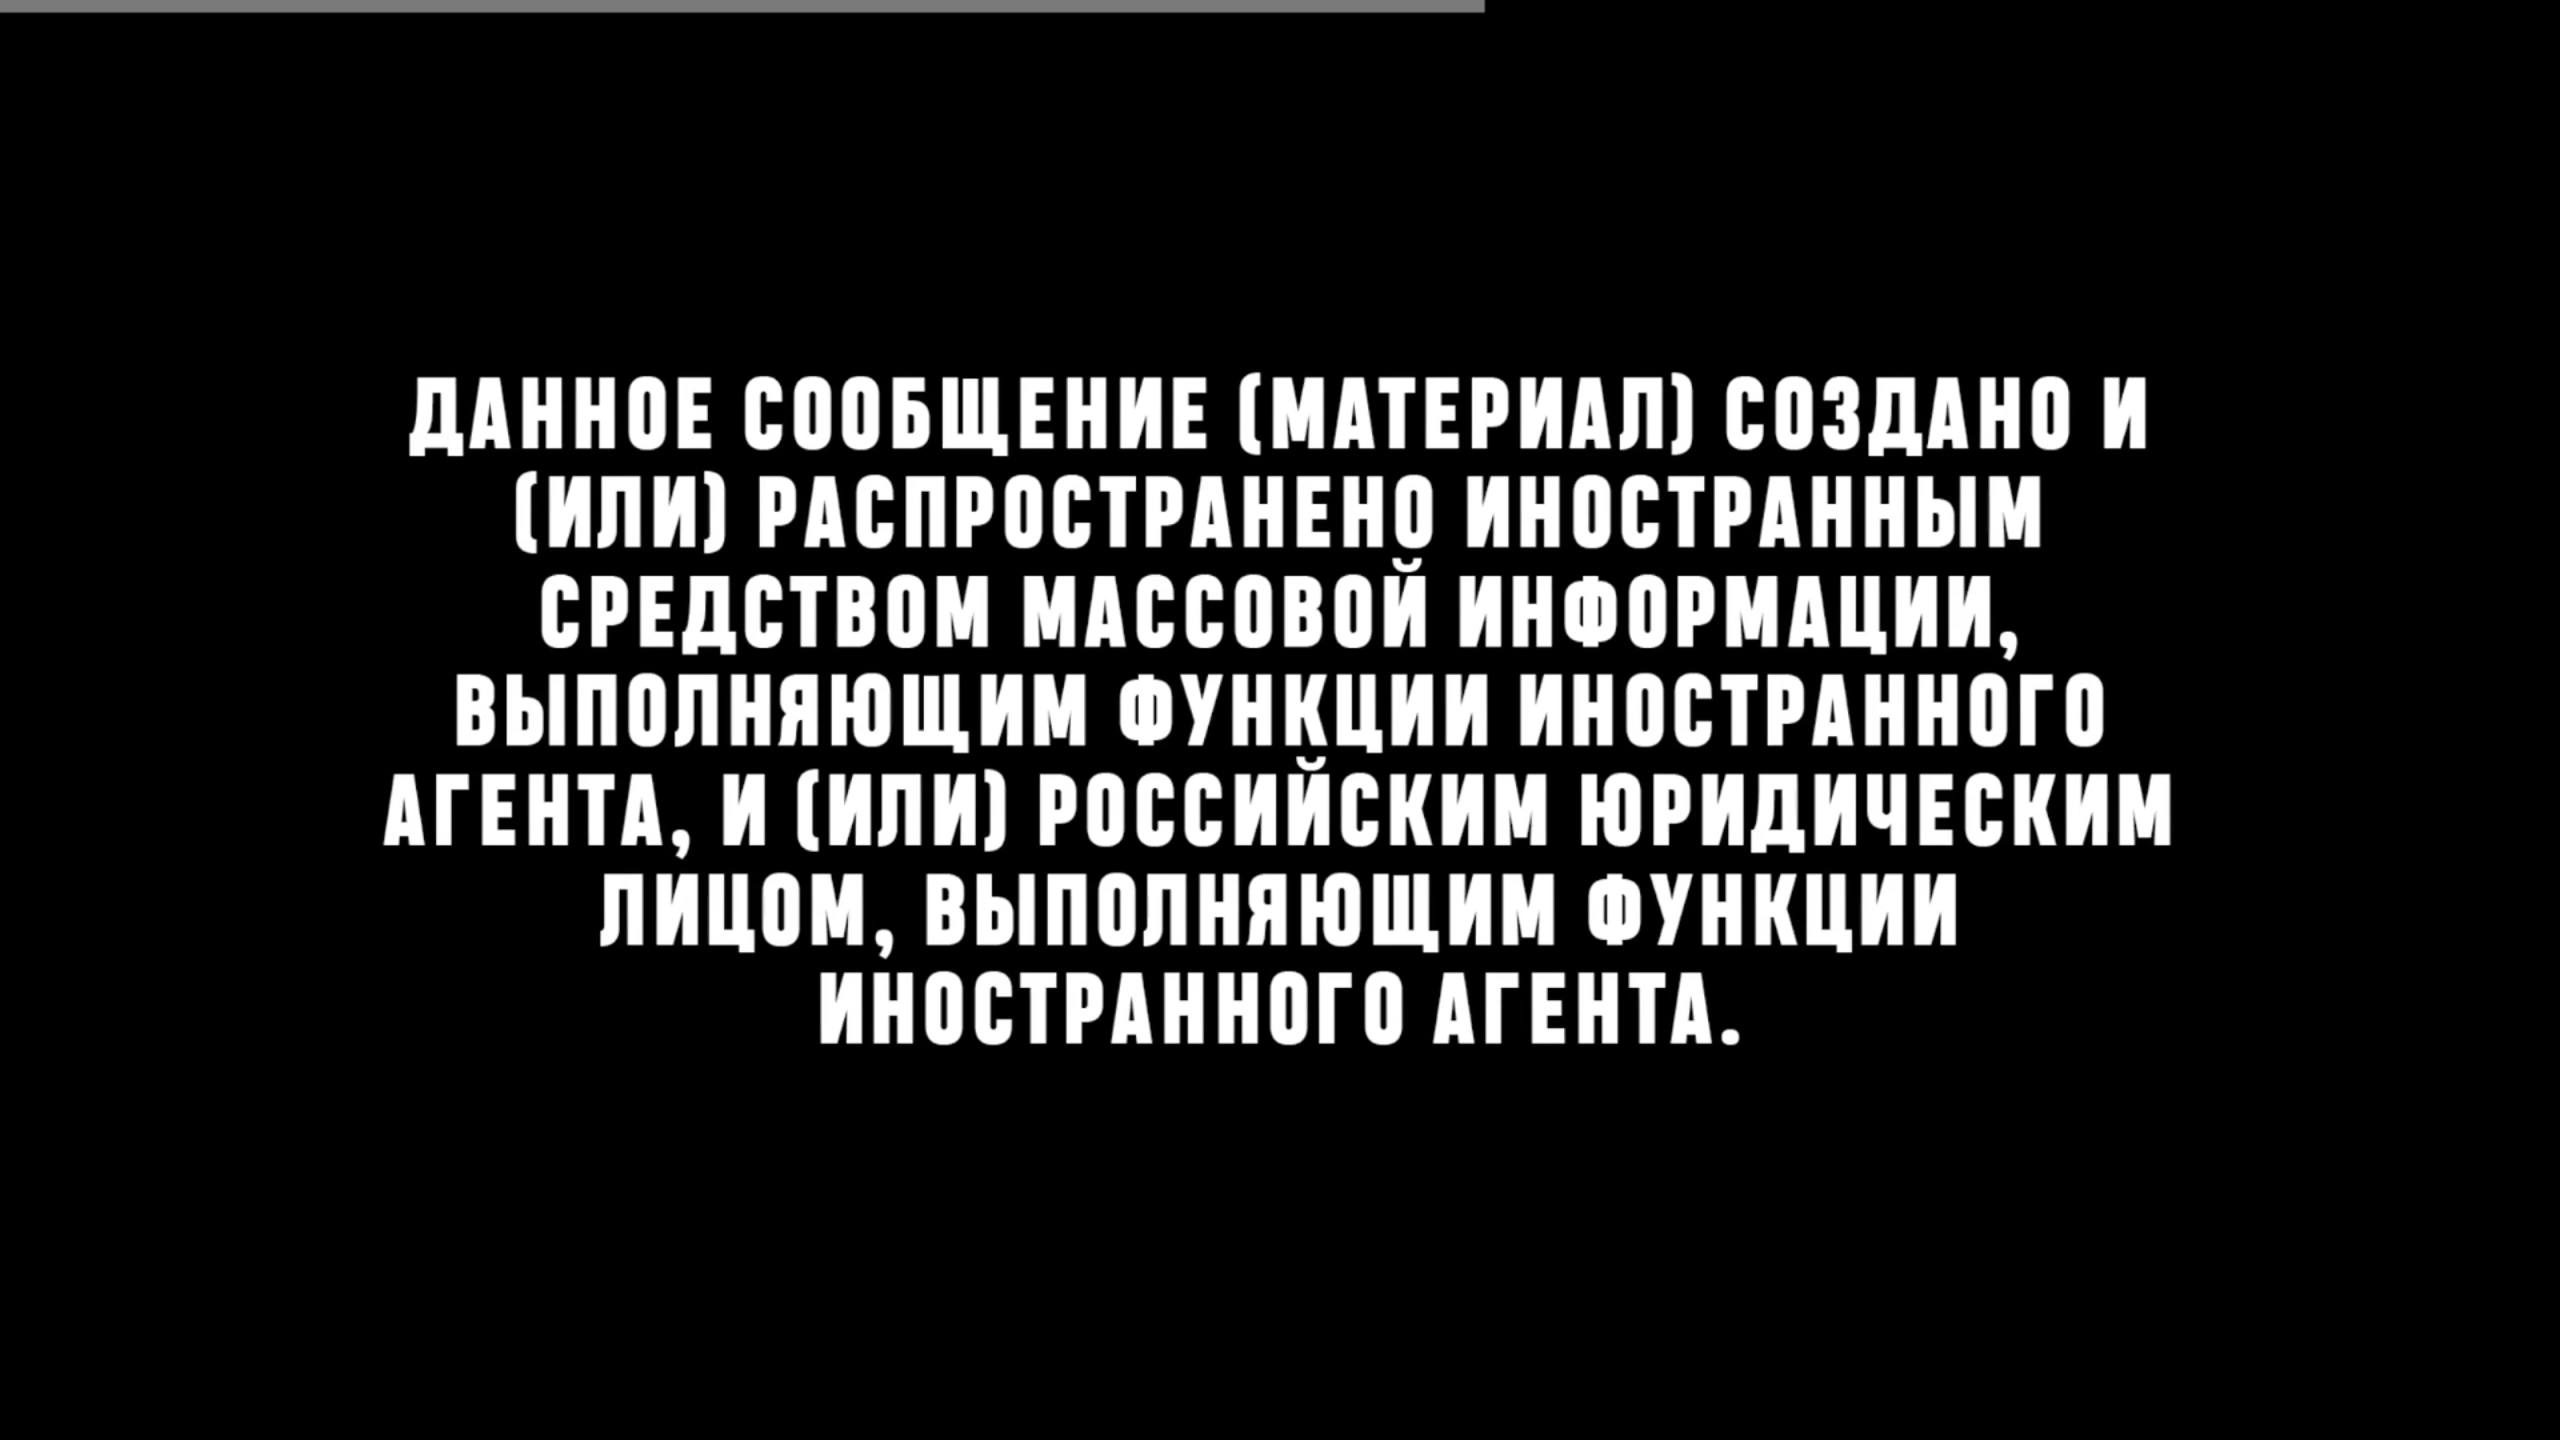 ДАННОЕ СООБЩЕНИЕ (МАТЕРИАЛ) СОЗДАНО И
(ИЛИ) РАСПРОСТРАНЕНО ИНОСТРАННЫМ
СРЕДСТВОМ МАССОВОЙ ИНФОРМАЦИИ,
ВЫПОЛНЯЮЩИМ ФУНКЦИИ ИНОСТРАННОГО
АГЕНТА, И (ИЛИ) РОССИЙСКИМ ЮРИДИЧЕСКИМ
ЛИЦОМ, ВЫПОЛНЯЮЩИМ ФУНКЦИИ
ИНОСТРАННОГО АГЕНТА.